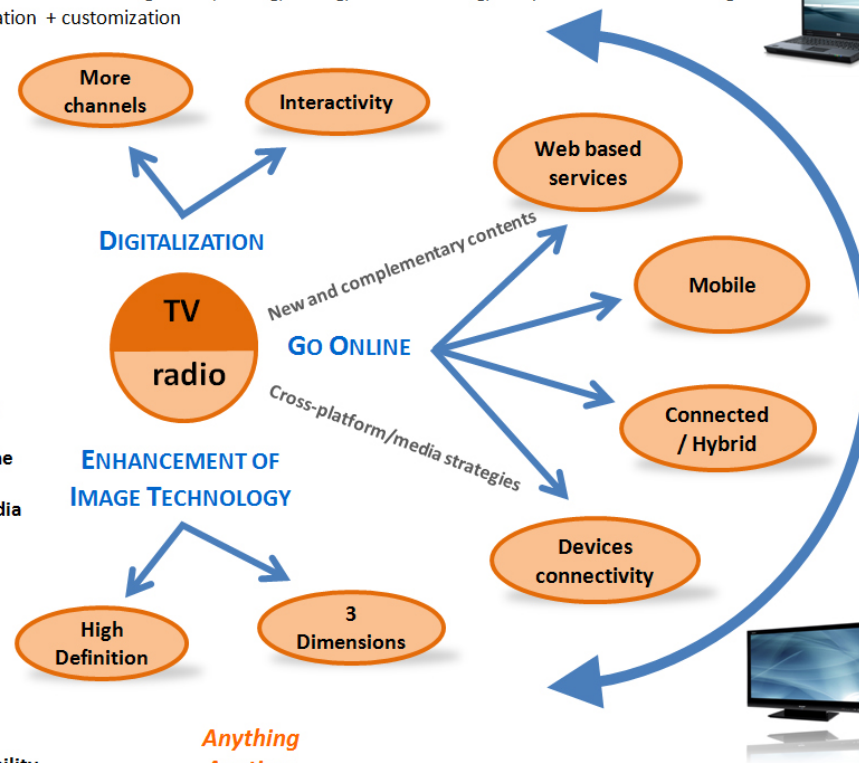 + customization
More
channels
Interactivity
Web based
services
DIGITALIZATION
New and complementary contents
Mobile
TV
radio
GO ONLINE
Cross-platform/media strategies
Connected
/ Hybrid
ENHANCEMENT OF
IMAGE TECHNOLOGY
Devices
connectivity
High
Definition
3
Dimensions
Anything